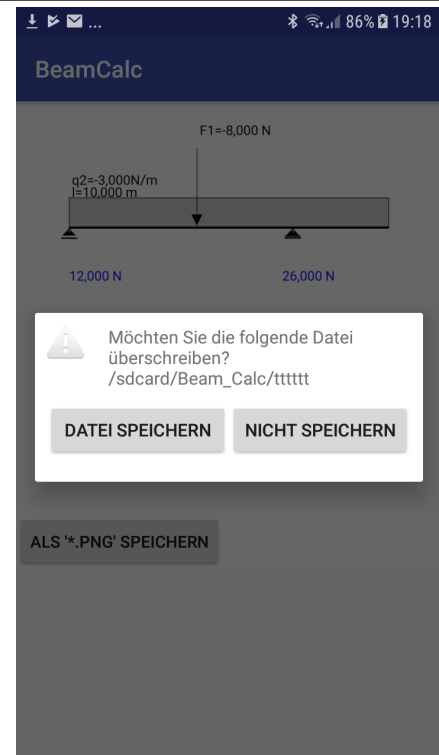 ... 86% 19:18
BeamCalc
F1=-8,000 N
q2=-3,000N/m
l=10,000 m
12,000 N 26,000 N
Möchten Sie die folgende Datei
überschreiben?
/sdcard/Beam_Calc/tttttt
DATEI SPEICHERN NICHT SPEICHERN
ALS '*.PNG' SPEICHERN